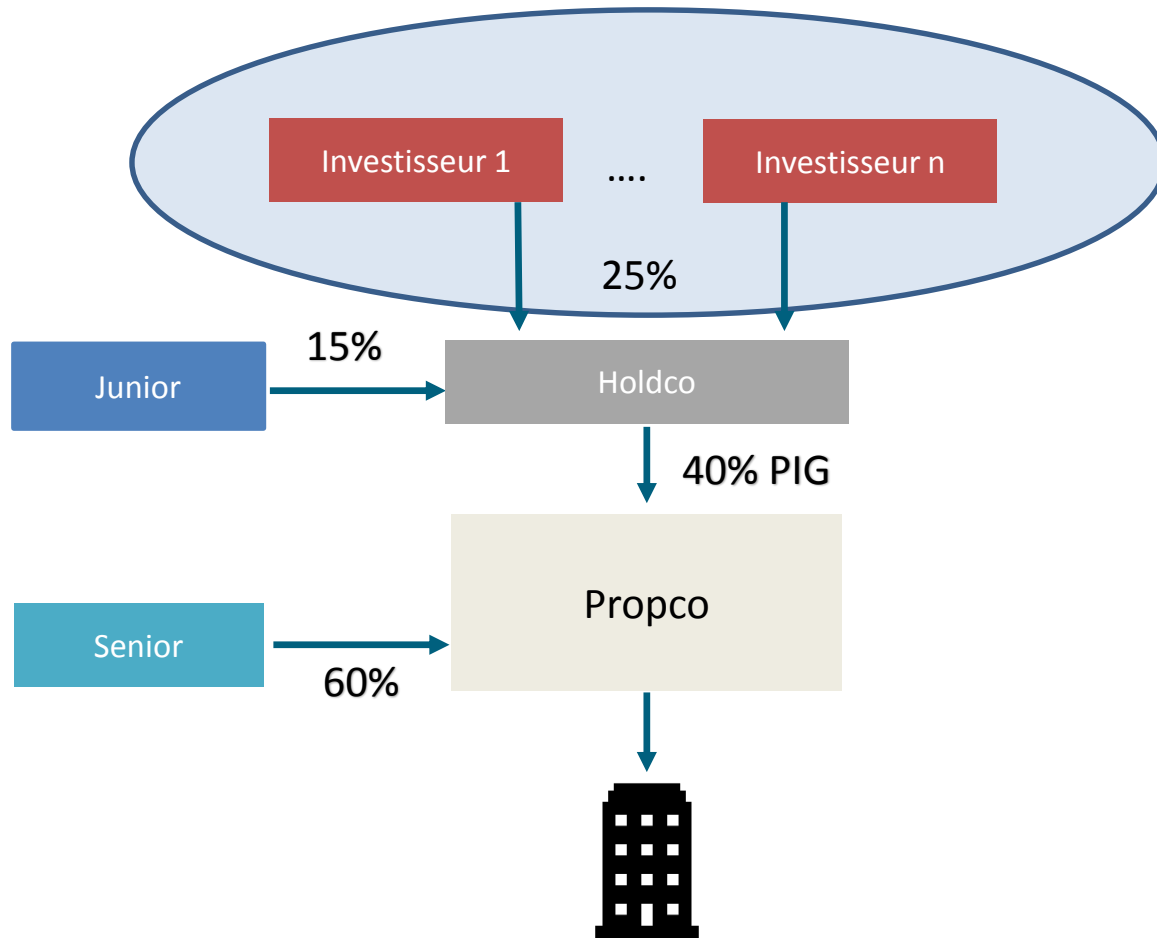 Investisseur 1
....
Investisseur n
25%
15%
Junior
Holdco
40% PIG
Propco
Senior
60%